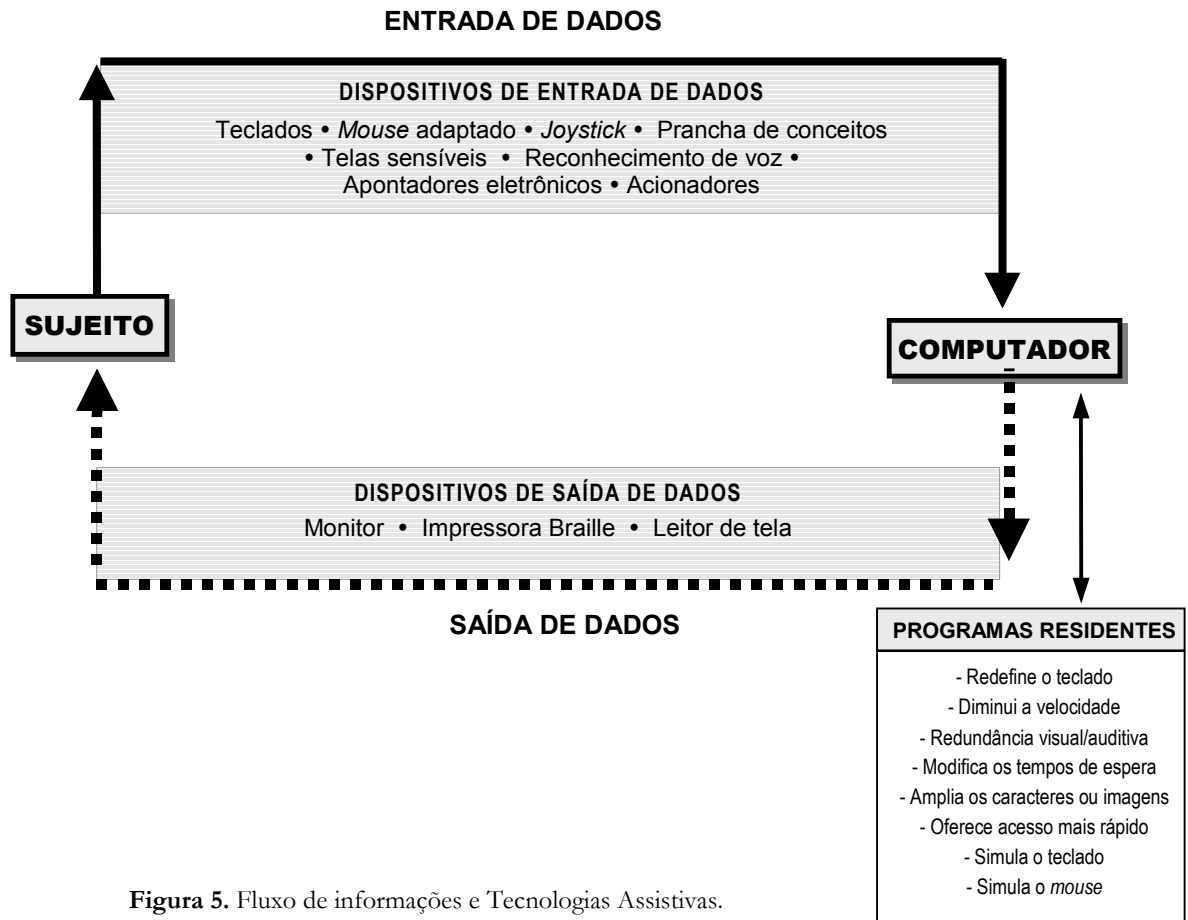 ENTRADA DE DADOS
DISPOSITIVOS DE ENTRADA DE DADOS
Teclados • Mouse adaptado • Joystick • Prancha de conceitos
• Telas sensíveis • Reconhecimento de voz •
Apontadores eletrônicos • Acionadores
SUJEITO
COMPUTADOR
DISPOSITIVOS DE SAÍDA DE DADOS
Monitor • Impressora Braille • Leitor de tela
SAÍDA DE DADOS
PROGRAMAS RESIDENTES
- Redefine o teclado
- Diminui a velocidade
- Redundância visual/auditiva
- Modifica os tempos de espera
- Amplia os caracteres ou imagens
- Oferece acesso mais rápido
- Simula o teclado
- Simula o mouse
Figura 5. Fluxo de informações e Tecnologias Assistivas.